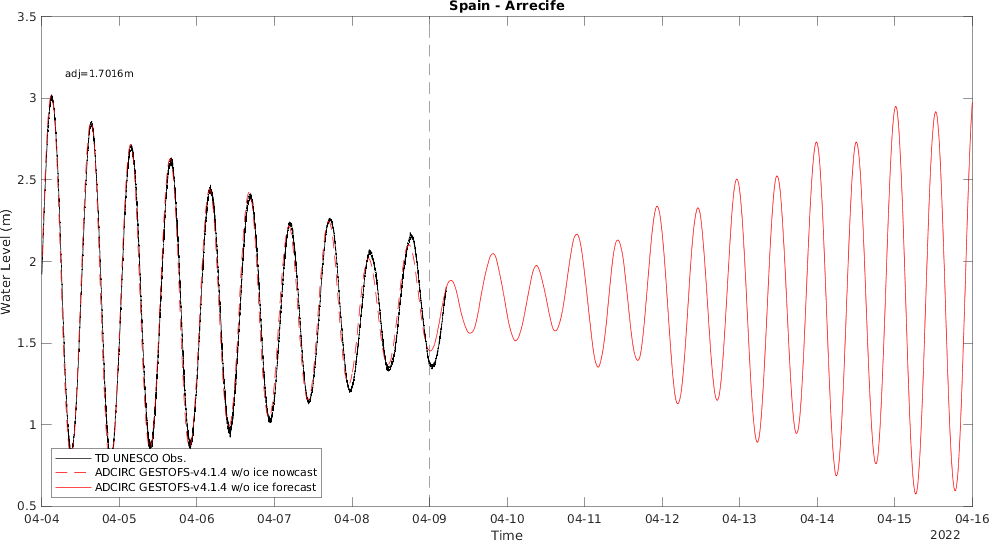 Spain - Arrecife
3.5
adj=1.7016m
3
2.5
2
Water Level (m)
1.5
1
TD UNESCO Obs.
ADCIRC GESTOFS-v4.1.4 w/o ice nowcast
ADCIRC GESTOFS-v4.1.4 w/o ice forecast
0.5
04-04 04-05 04-06 04-07 04-08 04-09 04-10 04-11 04-12 04-13 04-14 04-15 04-16
Time
2022